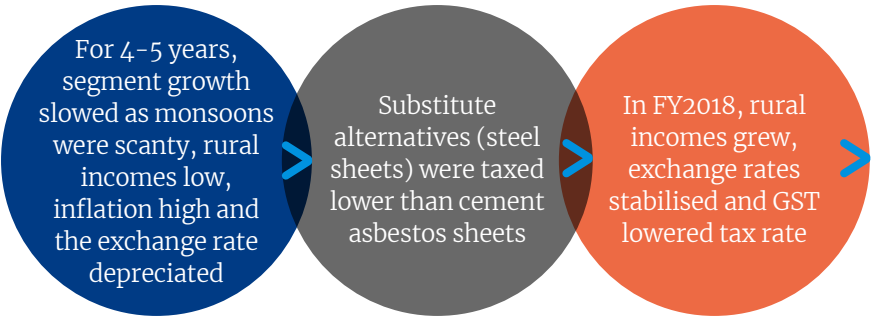 For 4-5 years,
segment growth
slowed as monsoons
were scanty, rural
incomes low,
inflation high and
the exchange rate
depreciated
Substitute
alternatives (steel
sheets) were taxed
lower than cement
asbestos sheets
In FY2018, rural
incomes grew,
exchange rates
stabilised and GST
lowered tax rate